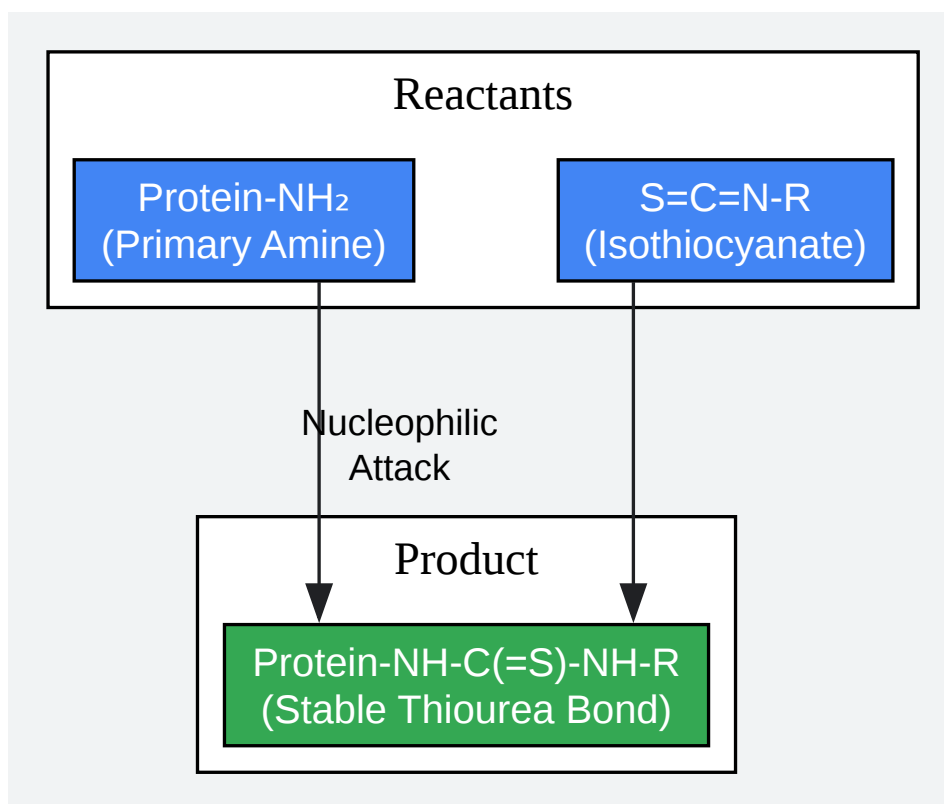 Reactants
Protein-NH₂
(Primary Amine)
S=C=N-R
(Isothiocyanate)
Nucleophilic
Attack
Product
Protein-NH-C(=S)-NH-R
(Stable Thiourea Bond)